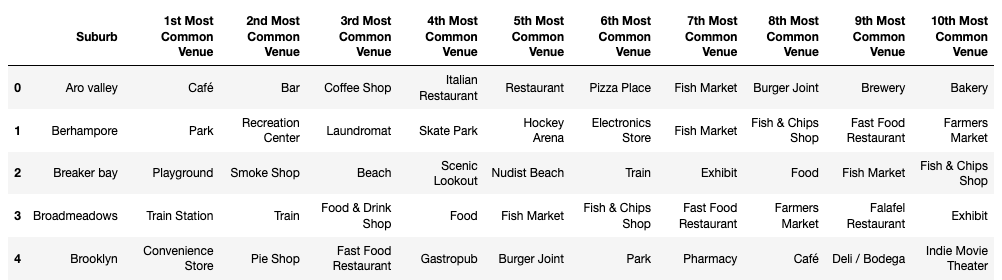 Suburb 1st Most Common Venue 2nd Most Common Venue 3rd Most Common Venue 4th Most Common Venue 5th Most Common Venue 6th Most Common Venue 7th Most Common Venue 8th Most Common Venue 9th Most Common Venue 10th Most Common Venue
0 Aro valley Café Bar Coffee Shop Italian Restaurant Restaurant Pizza Place Fish Market Burger Joint Brewery Bakery
1 Berhampore Park Recreation Center Laundromat Skate Park Hockey Arena Electronics Store Fish Market Fish & Chips Shop Fast Food Restaurant Farmers Market
2 Breaker bay Playground Smoke Shop Beach Scenic Lookout Nudist Beach Train Exhibit Food Fish Market Fish & Chips Shop
3 Broadmeadows Train Station Train Food & Drink Shop Food Fish Market Fish & Chips Shop Fast Food Restaurant Farmers Market Falafel Restaurant Exhibit
4 Brooklyn Convenience Store Pie Shop Fast Food Restaurant Gastropub Burger Joint Park Pharmacy Café Deli / Bodega Indie Movie Theater